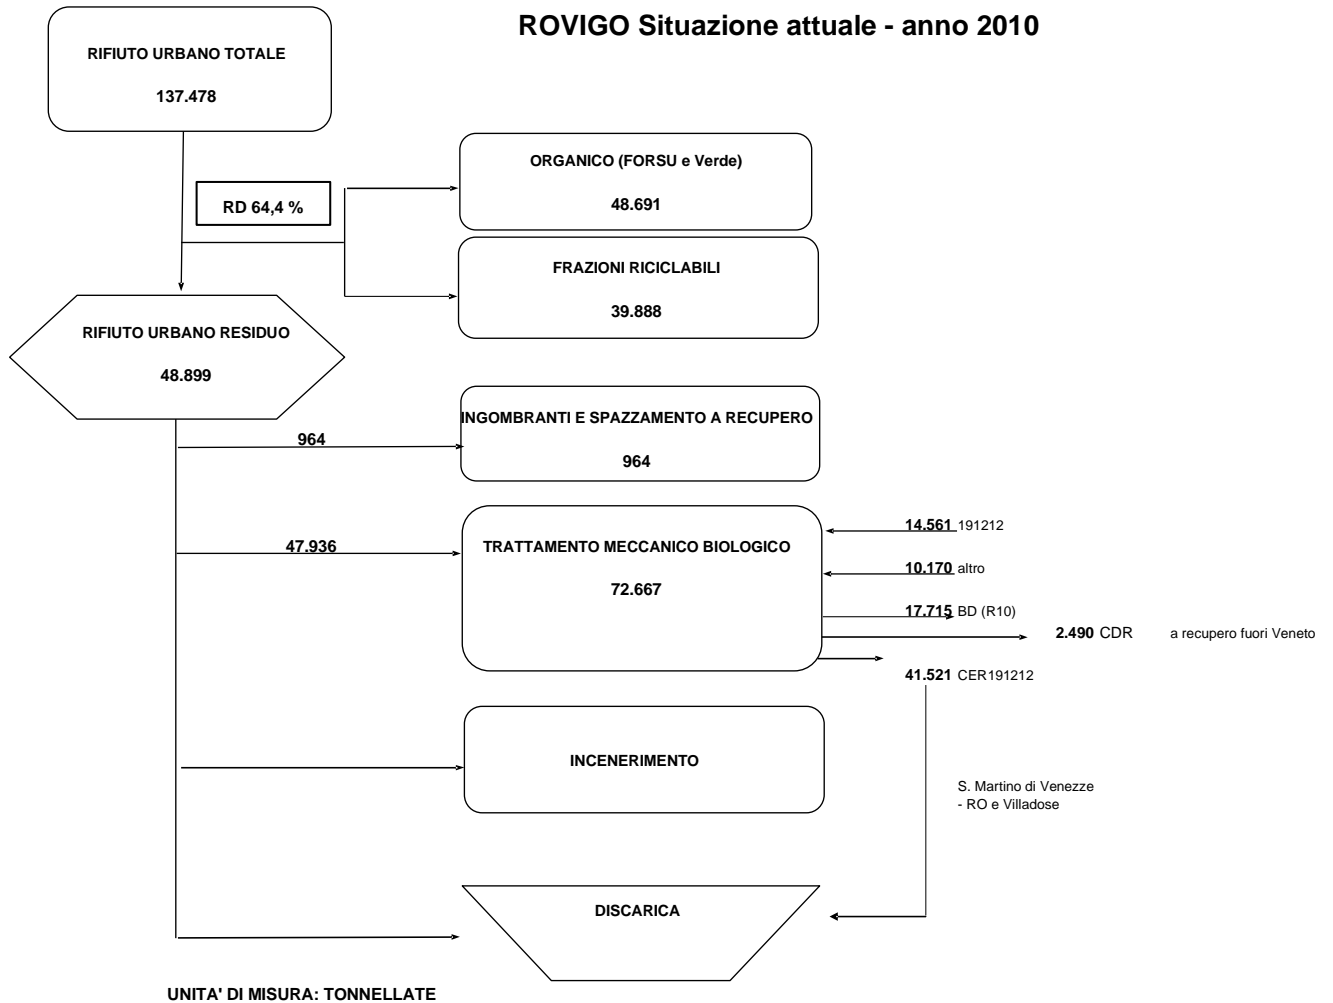 ROVIGO Situazione attuale - anno 2010
RIFIUTO URBANO TOTALE
137.478
ORGANICO (FORSU e Verde)
48.691
RD 64,4 %
FRAZIONI RICICLABILI
39.888
RIFIUTO URBANO RESIDUO
48.899
INGOMBRANTI E SPAZZAMENTO A RECUPERO
964
964
14.561 191212
47.936
TRATTAMENTO MECCANICO BIOLOGICO
72.667
10.170 altro
17.715 BD (R10)
2.490 CDR a recupero fuori Veneto
41.521 CER191212
INCENERIMENTO
S. Martino di Venezze
- RO e Villadose
DISCARICA
UNITA' DI MISURA: TONNELLATE